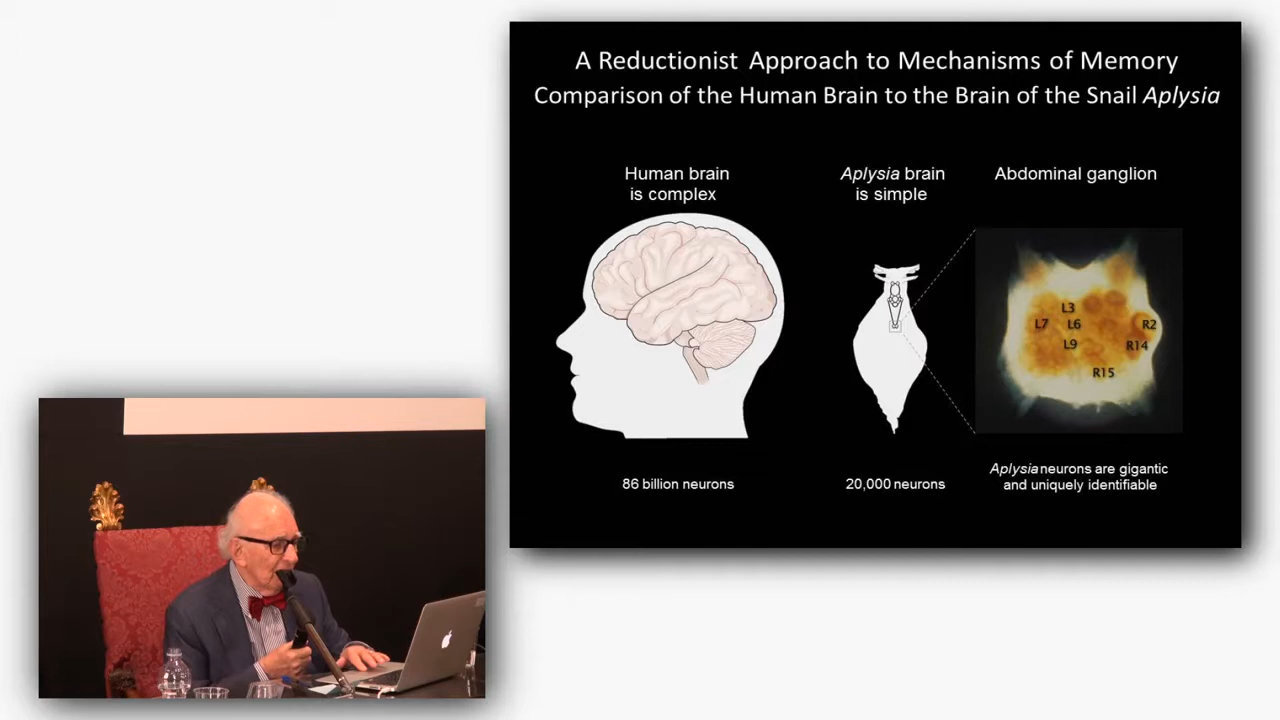 A Reductionist Approach to Mechanisms of Memory
Comparison of the Human Brain to the Brain of the Snail Aplysia
Human brain
is complex
Aplysia brain
is simple
Abdominal ganglion
L3
L7
L6
R2
L9
R14
R15
86 billion neurons
20,000 neurons
Aplysia neurons are gigantic
and uniquely identifiable